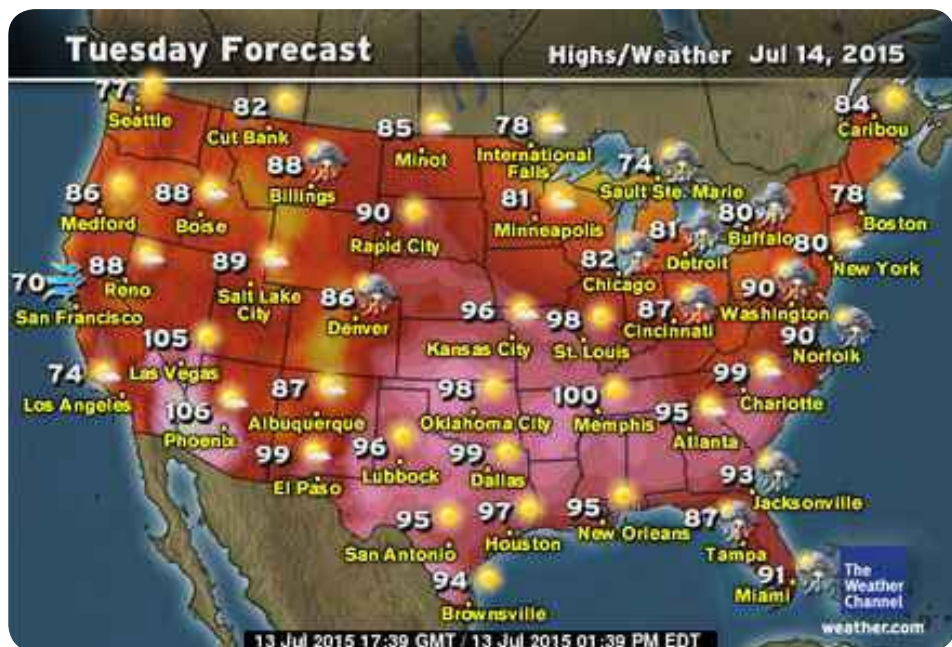 Tuesday Forecast
Highs/Weather Jul 14, 2015
77
Seattle
82
Cut Bank
85
Minot
78
International
Falls
84
Caribou
86
Medford
88
Boise
88
Billings
90
Rapid City
81
Minneapolis
74
Sault Ste. Marie
80
Buffalo
78
Boston
70
San Francisco
88
Reno
89
Salt Lake
City
86
Denver
96
Kansas City
98
St. Louis
82
Chicago
81
Detroit
87
Cincinnati
90
Washington
80
New York
90
Norfolk
74
Los Angeles
105
Las Vegas
106
Phoenix
87
Albuquerque
99
El Paso
96
Lubbock
98
Oklahoma City
99
Dallas
100
Memphis
95
Atlanta
99
Charlotte
95
San Antonio
97
Houston
95
New Orleans
93
Jacksonville
87
Tampa
91
Miami
94
Brownsville
The
Weather
Channel
weather.com
13 Jul 2015 17:39 GMT / 13 Jul 2015 01:39 PM EDT